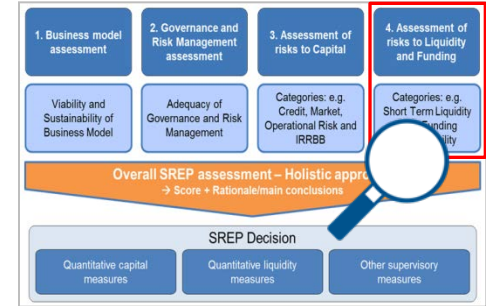 1. Business model
assessment
2. Governance and
Risk Management
assessment
3. Assessment of
risks to Capital
4. Assessment of
risks to Liquidity
and Funding
Viability and
Sustainability of
Business Model
Adequacy of
Governance and Risk
Management
Categories: e.g.
Credit, Market,
Operational Risk and
IRRBB
Categories: e.g.
Short Term Liquidity
Overall SREP assessment – Holistic
→ Score + Rationale/main conclusions
SREP Decision
Quantitative capital
measures
Quantitative liquidity
measures
Other supervisory
measures